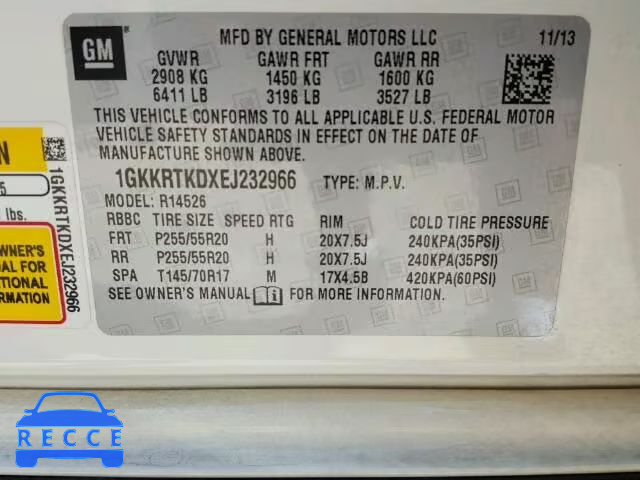 GM
MFD BY GENERAL MOTORS LLC 11/13
GVWR GAWR FRT GAWR RR
2908 KG 1450 KG 1600 KG
6411 LB 3196 LB 3527 LB
THIS VEHICLE CONFORMS TO ALL APPLICABLE U.S. FEDERAL MOTOR
VEHICLE SAFETY STANDARDS IN EFFECT ON THE DATE OF
MANUFACTURE SHOWN ABOVE.
1GKKRTKDXEJ232966 TYPE: M.P.V.
MODEL: R14526
RBBC TIRE SIZE SPEED RTG RIM COLD TIRE PRESSURE
FRT P255/55R20 H 20X7.5J 240KPA(35PSI)
RR P255/55R20 H 20X7.5J 240KPA(35PSI)
SPA T145/70R17 M 17X4.5B 420KPA(60PSI)
SEE OWNER'S MANUAL FOR MORE INFORMATION.
N
5
lbs.
OWNER'S
FOR
1GKKRTKDXEJ232966
RECCE
RECCE